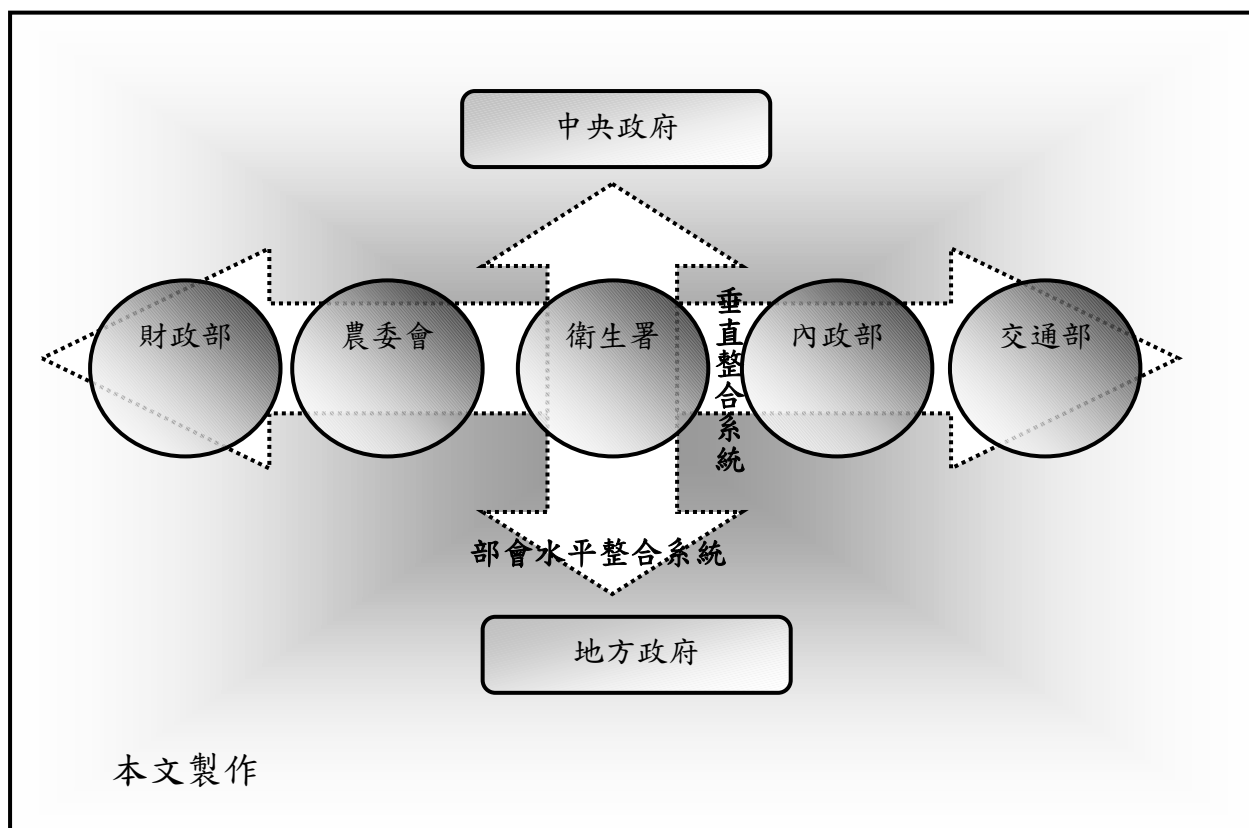 中央政府
財政部
農委會
衛生署
垂直整合系統
內政部
交通部
部會水平整合系統
地方政府
本文製作